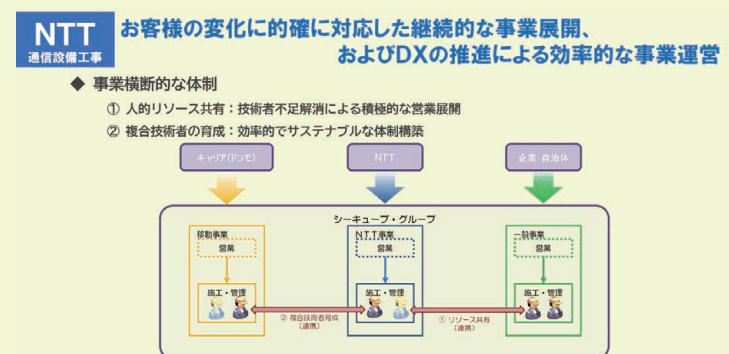 NTT
通信設備工事
お客様の変化に的確に対応した継続的な事業展開、
およびDXの推進による効率的な事業運営
◆ 事業横断的な体制
① 人的リソース共有：技術者不足解消による積極的な営業展開
② 複合技術者の育成：効率的でサステナブルな体制構築
キャリア(ドコモ)
NTT
企業・自治体
シーキューブ・グループ
移動事業
NTT事業
一般事業
営業
営業
営業
施工・管理
施工・管理
施工・管理
② 複合技術者育成
（連携）
① リソース共有
（連携）